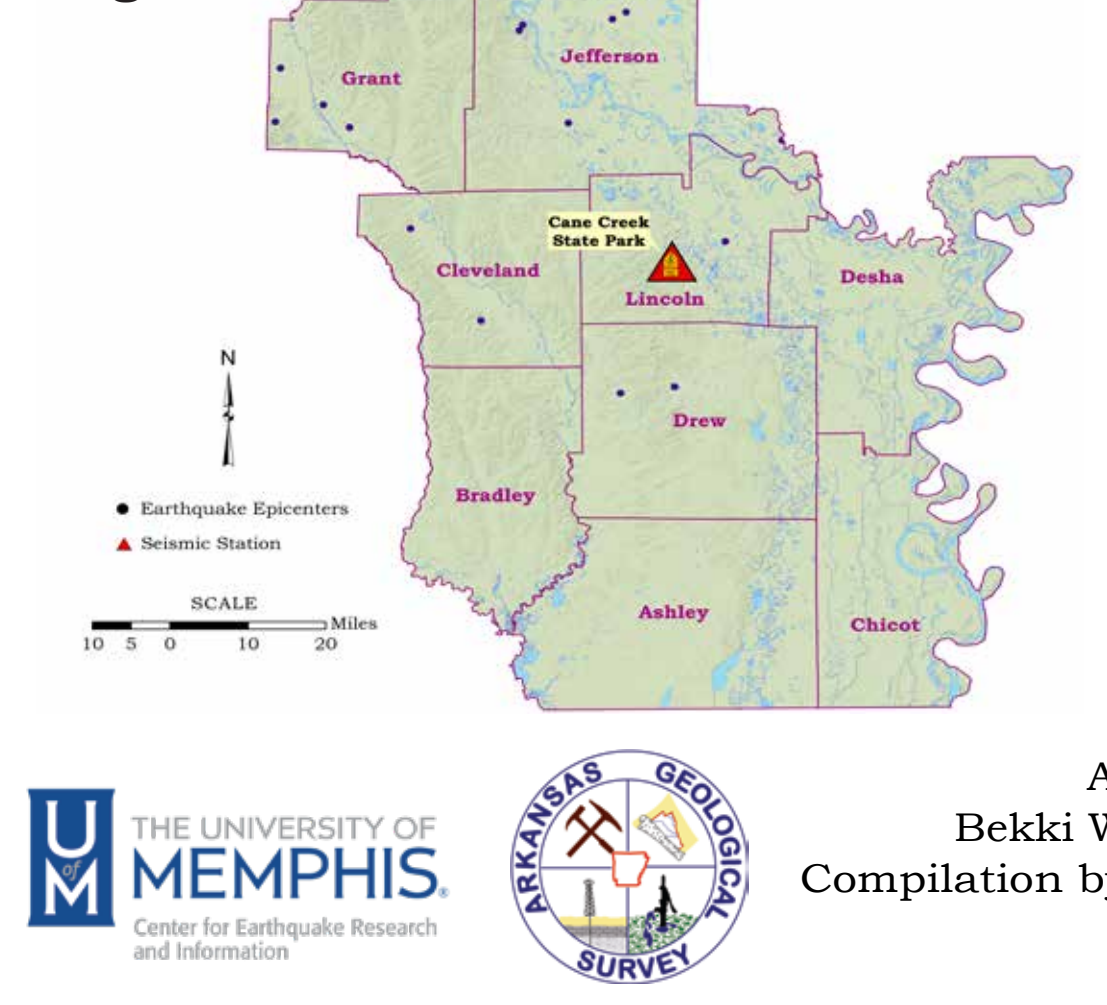 Jefferson
Grant
Cane Creek
State Park
Cleveland
Desha
Lincoln
N
Drew
Bradley
Earthquake Epicenters
Seismic Station
SCALE
Miles
10 5 0 10 20
Ashley
Chicot
U
of
M
THE UNIVERSITY OF
MEMPHIS®
Center for Earthquake Research
and Information
ARKANSAS GEOLOGICAL
SURVEY
A
Bekki W
Compilation by